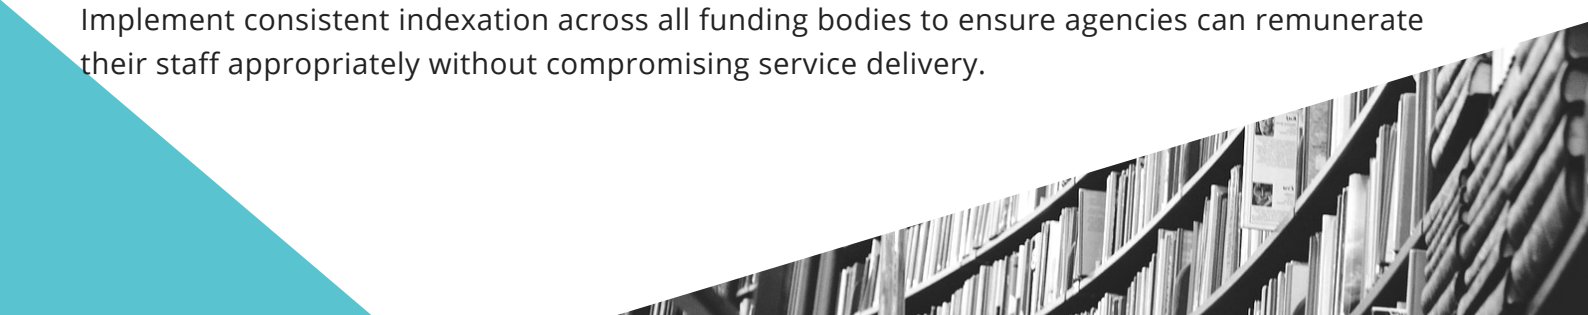 Implement consistent indexation across all funding bodies to ensure agencies can remunerate
their staff appropriately without compromising service delivery.